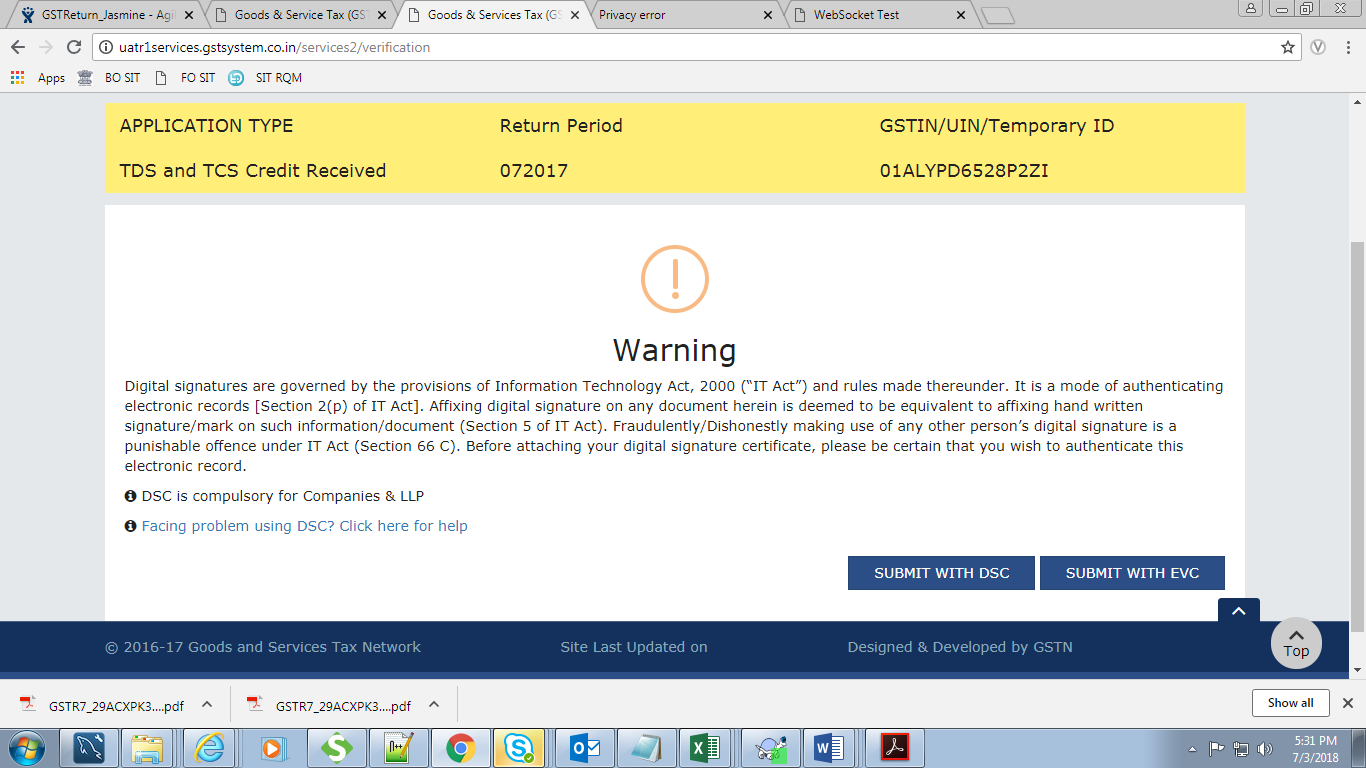 GSTReturn_Jasmine - Agi
Goods & Service Tax (GST
Goods & Services Tax (GS
Privacy error
WebSocket Test
uatr1services.gstsystem.co.in/services2/verification
Apps BO SIT FO SIT SIT RQM
APPLICATION TYPE Return Period GSTIN/UIN/Temporary ID
TDS and TCS Credit Received 072017 01ALYPD6528P2ZI
Warning
Digital signatures are governed by the provisions of Information Technology Act, 2000 (“IT Act”) and rules made thereunder. It is a mode of authenticating
electronic records [Section 2(p) of IT Act]. Affixing digital signature on any document herein is deemed to be equivalent to affixing hand written
signature/mark on such information/document (Section 5 of IT Act). Fraudulently/Dishonestly making use of any other person’s digital signature is a
punishable offence under IT Act (Section 66 C). Before attaching your digital signature certificate, please be certain that you wish to authenticate this
electronic record.
DSC is compulsory for Companies & LLP
Facing problem using DSC? Click here for help
SUBMIT WITH DSC SUBMIT WITH EVC
© 2016-17 Goods and Services Tax Network Site Last Updated on Designed & Developed by GSTN
Top
GSTR7_29ACXPK3....pdf GSTR7_29ACXPK3....pdf Show all
5:31 PM
7/3/2018